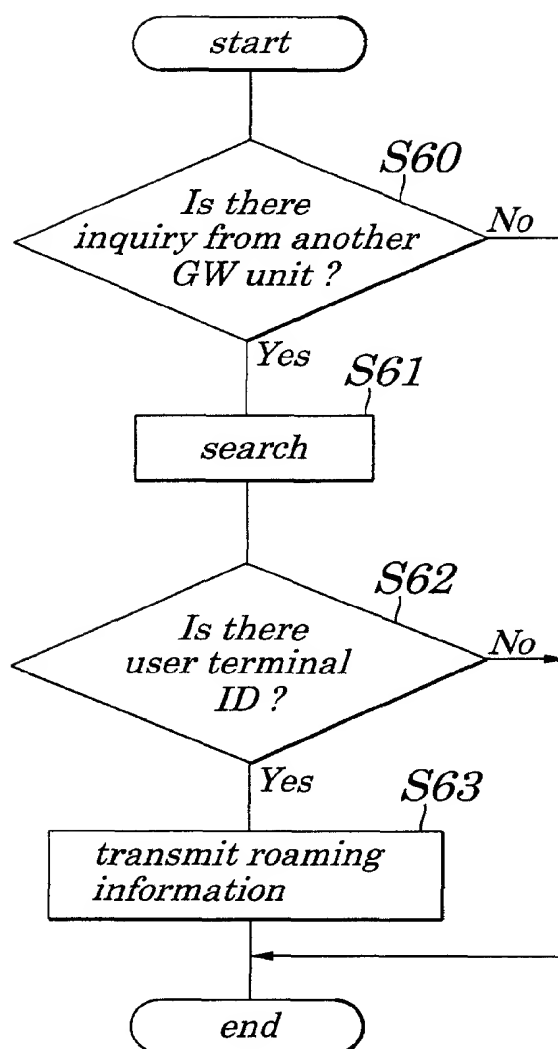 start
S60
Is there
inquiry from another
GW unit ?
No
Yes
S61
search
S62
Is there
user terminal
ID ?
No
Yes
S63
transmit roaming
information
end